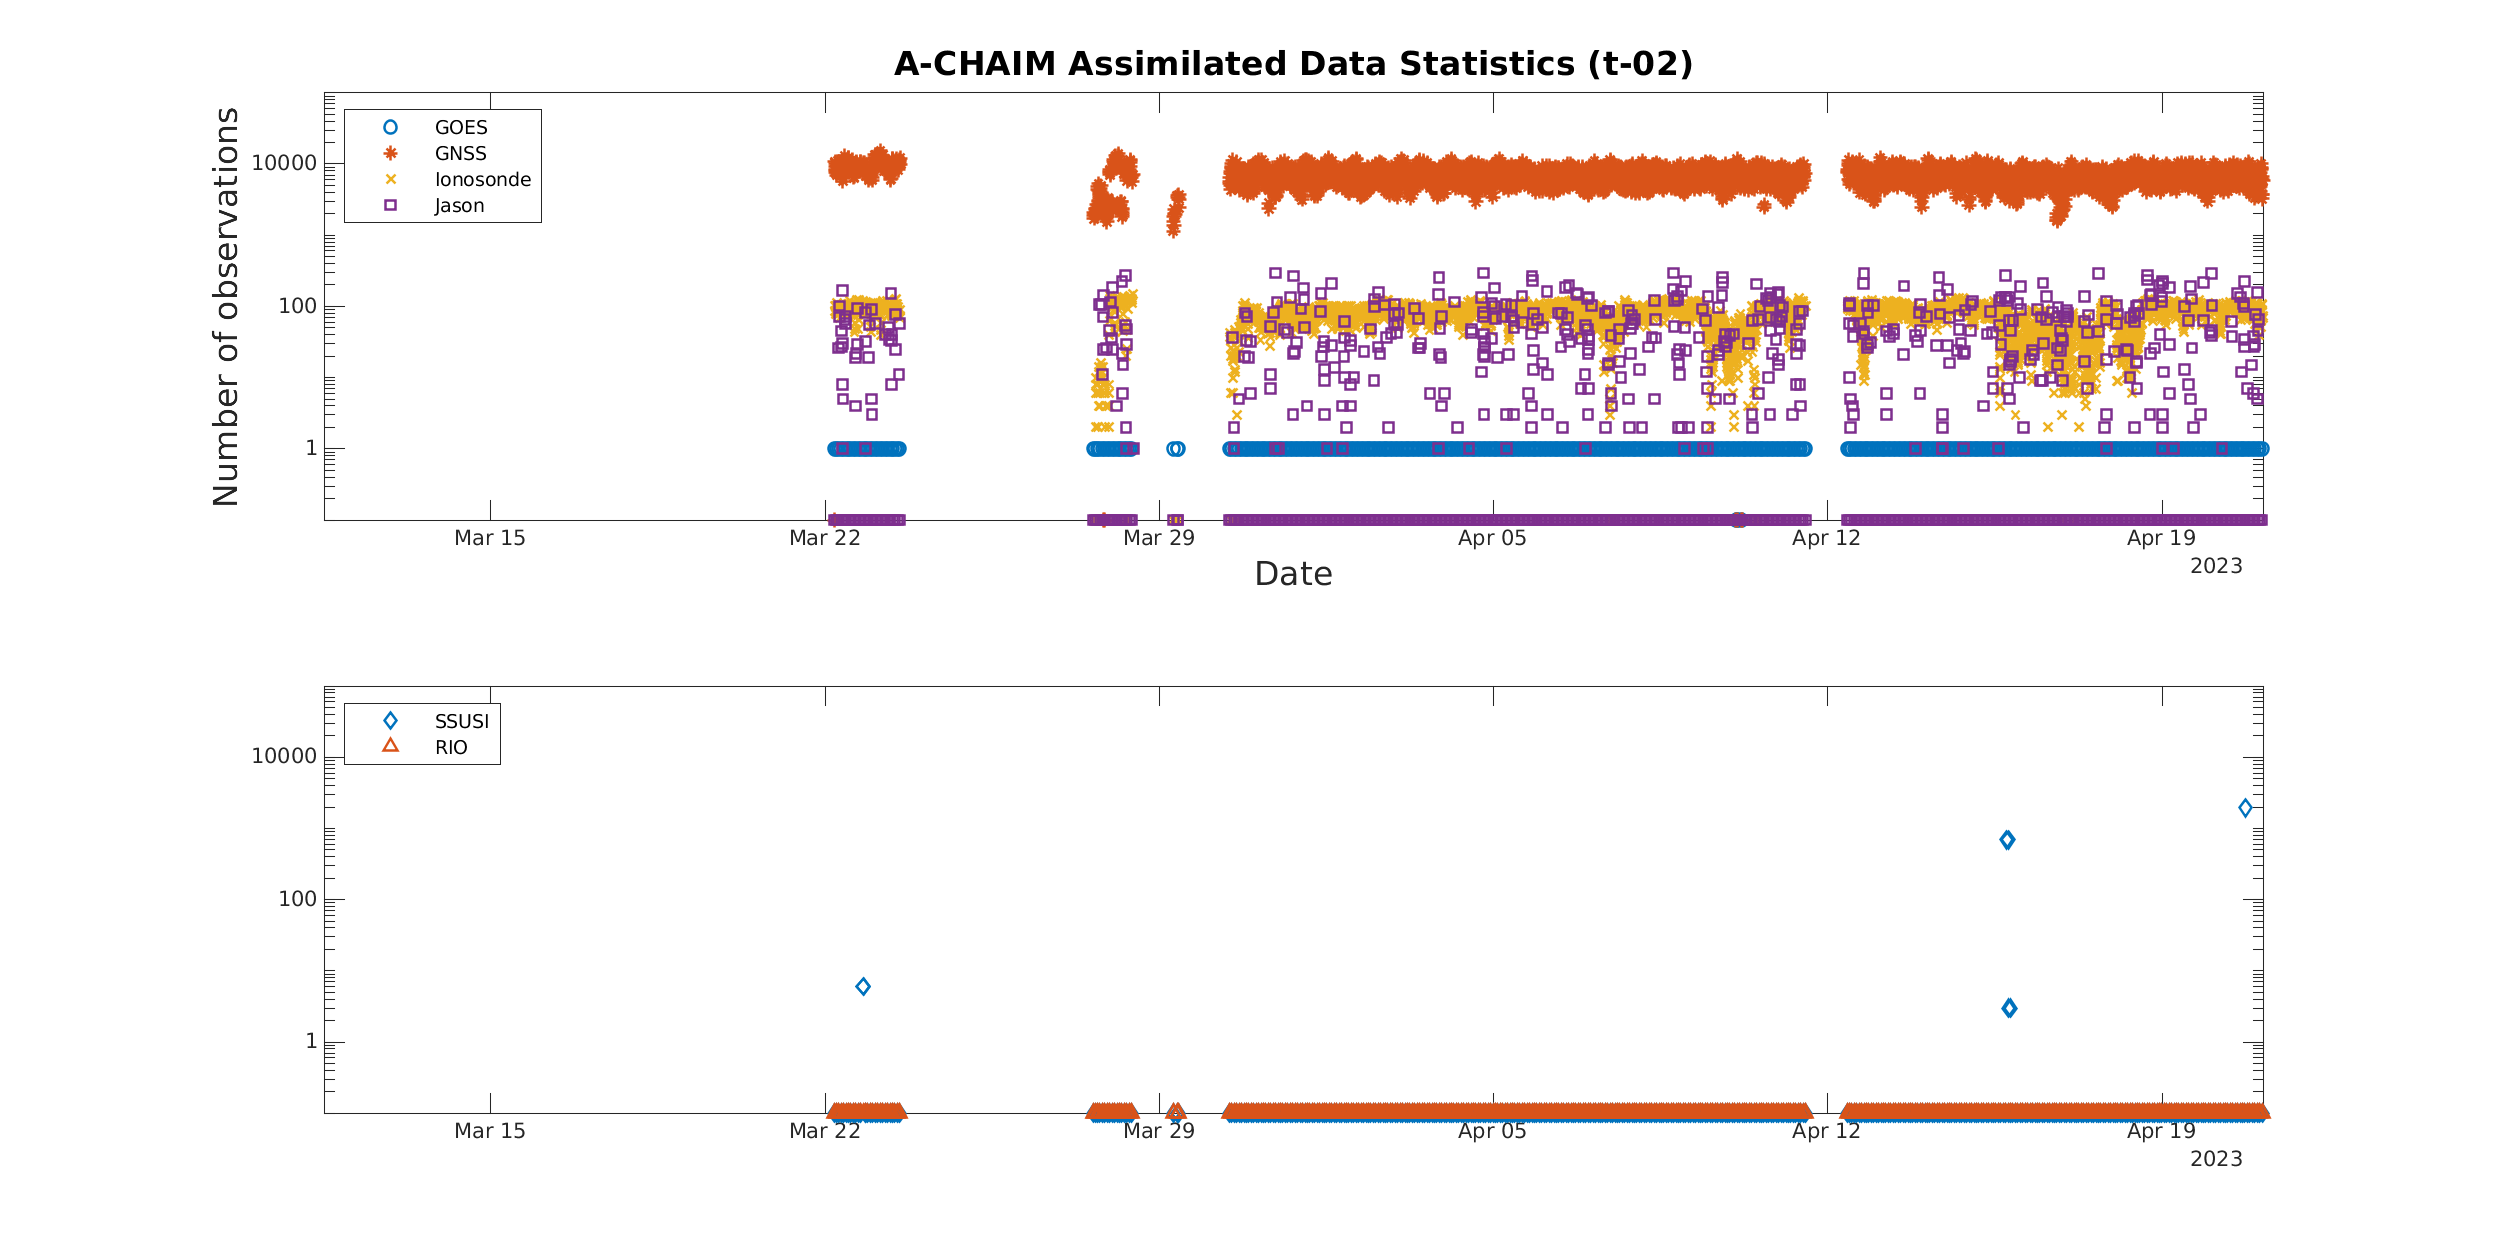 A-CHAIM Assimilated Data Statistics (t-02)
Number of observations
10000
100
1
GOES
GNSS
Ionosonde
Jason
Mar 15
Mar 22
Mar 29
Apr 05
Apr 12
Apr 19
2023
Date
10000
100
1
SSUSI
RIO
Mar 15
Mar 22
Mar 29
Apr 05
Apr 12
Apr 19
2023